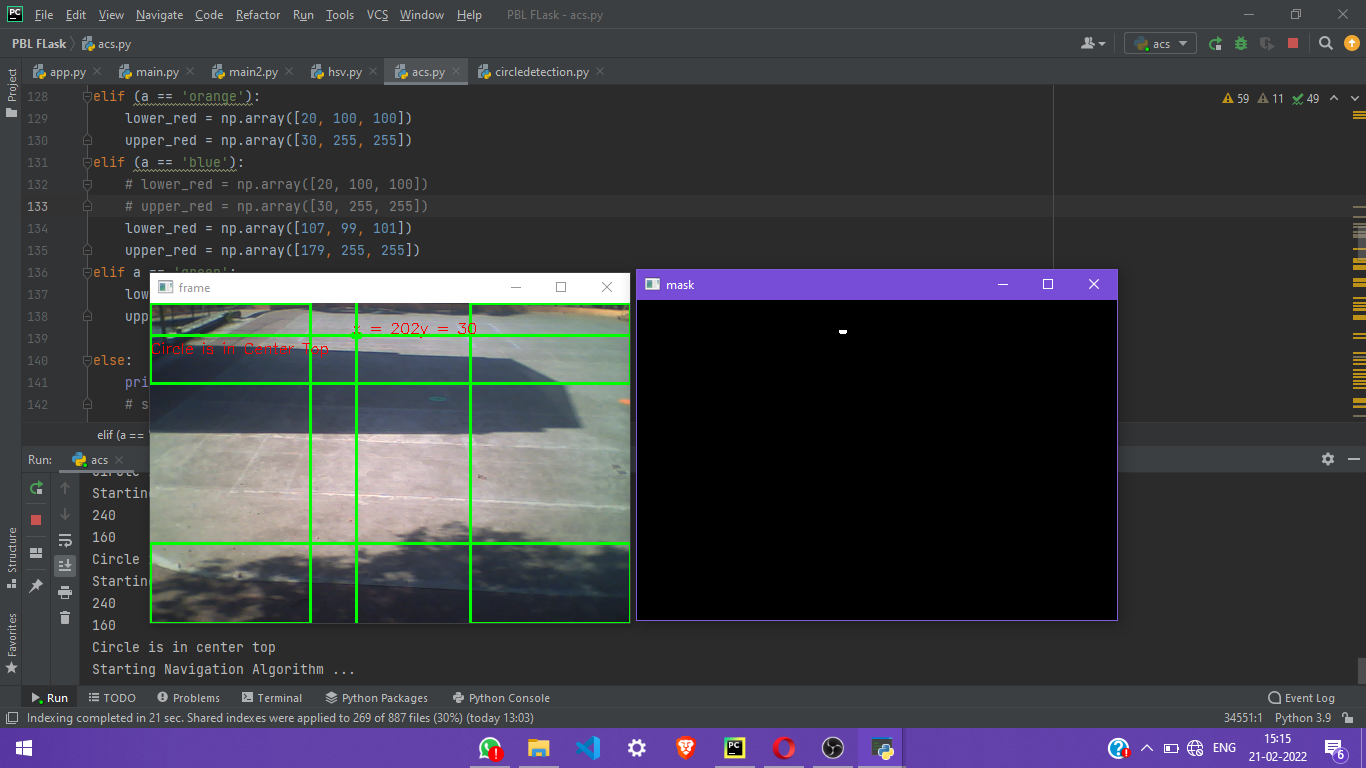 PC File Edit View Navigate Code Refactor Run Tools VCS Window Help PBL FLask - acs.py
PBL FLask acs.py acs
app.py main.py main2.py hsv.py acs.py circledetection.py
Project
59 11 49
128 elif (a == 'orange'):
129 lower_red = np.array([20, 100, 100])
130 upper_red = np.array([30, 255, 255])
131 elif (a == 'blue'):
132 # lower_red = np.array([20, 100, 100])
133 # upper_red = np.array([30, 255, 255])
134 lower_red = np.array([107, 99, 101])
135 upper_red = np.array([179, 255, 255])
136 elif a == 'green':
137 low
138 upp
139
140 else:
141 pri
142 # s
elif (a ==
frame
x = 202y = 30
Circle is in Center Top
mask
Run: acs
Circle
Starting
240
160
Circle
Starting
240
160
Circle is in center top
Starting Navigation Algorithm ...
Structure
Favorites
Run TODO Problems Terminal Python Packages Python Console Event Log
Indexing completed in 21 sec. Shared indexes were applied to 269 of 887 files (30%) (today 13:03) 34551:1 Python 3.9
PC ENG 15:15
21-02-2022 6